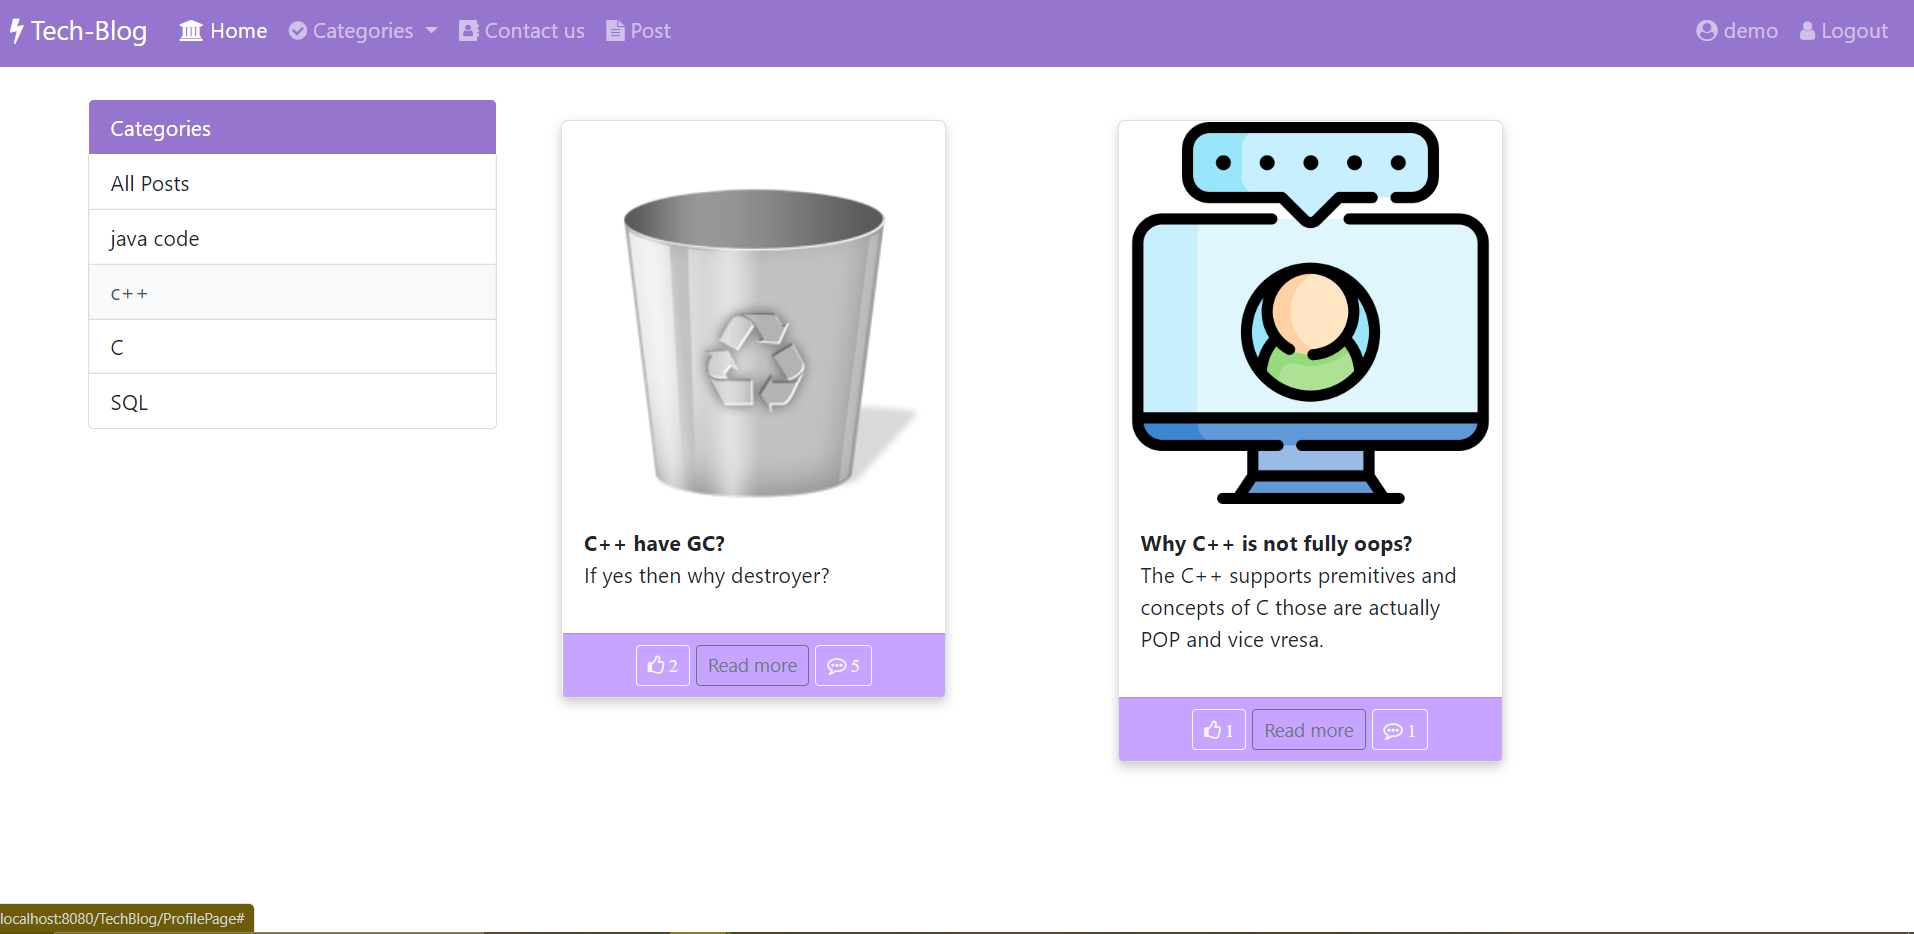 Tech-Blog Home Categories Contact us Post demo Logout
Categories
All Posts
java code
c++
C
SQL
C++ have GC?
If yes then why destroyer?
2 Read more 5
Why C++ is not fully oops?
The C++ supports premitives and
concepts of C those are actually
POP and vice vresa.
1 Read more 1
localhost:8080/TechBlog/ProfilePage#